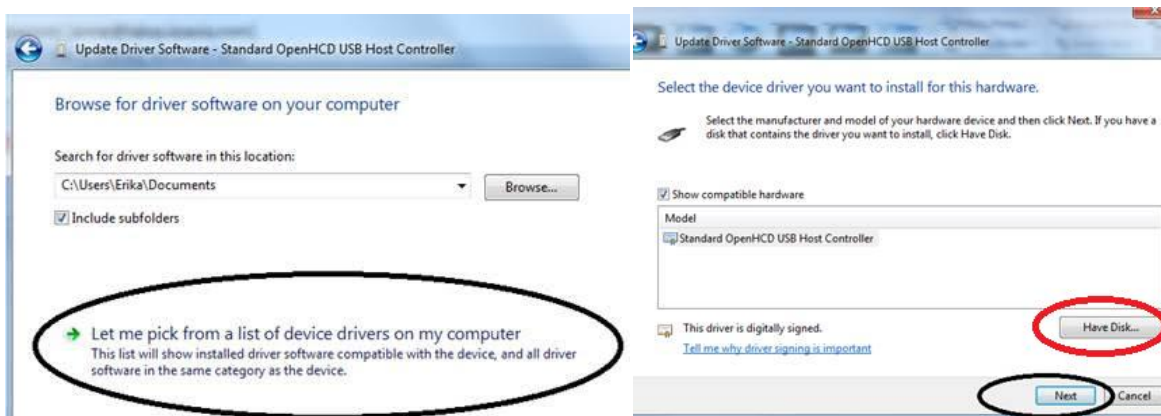 Update Driver Software - Standard OpenHCD USB Host Controller
Browse for driver software on your computer
Search for driver software in this location:
C:\Users\Erika\Documents
Browse...
Include subfolders
Let me pick from a list of device drivers on my computer
This list will show installed driver software compatible with the device, and all driver
software in the same category as the device.
Update Driver Software - Standard OpenHCD USB Host Controller
Select the device driver you want to install for this hardware.
Select the manufacturer and model of your hardware device and then click Next. If you have a
disk that contains the driver you want to install, click Have Disk.
Show compatible hardware
Model
Standard OpenHCD USB Host Controller
This driver is digitally signed.
Have Disk...
Tell me why driver signing is important
Next
Cancel